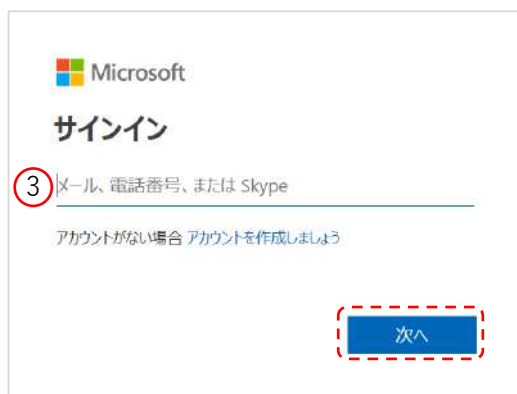 Microsoft
サインイン
③
メール、電話番号、または Skype
アカウントがない場合 アカウントを作成しましょう
次へ